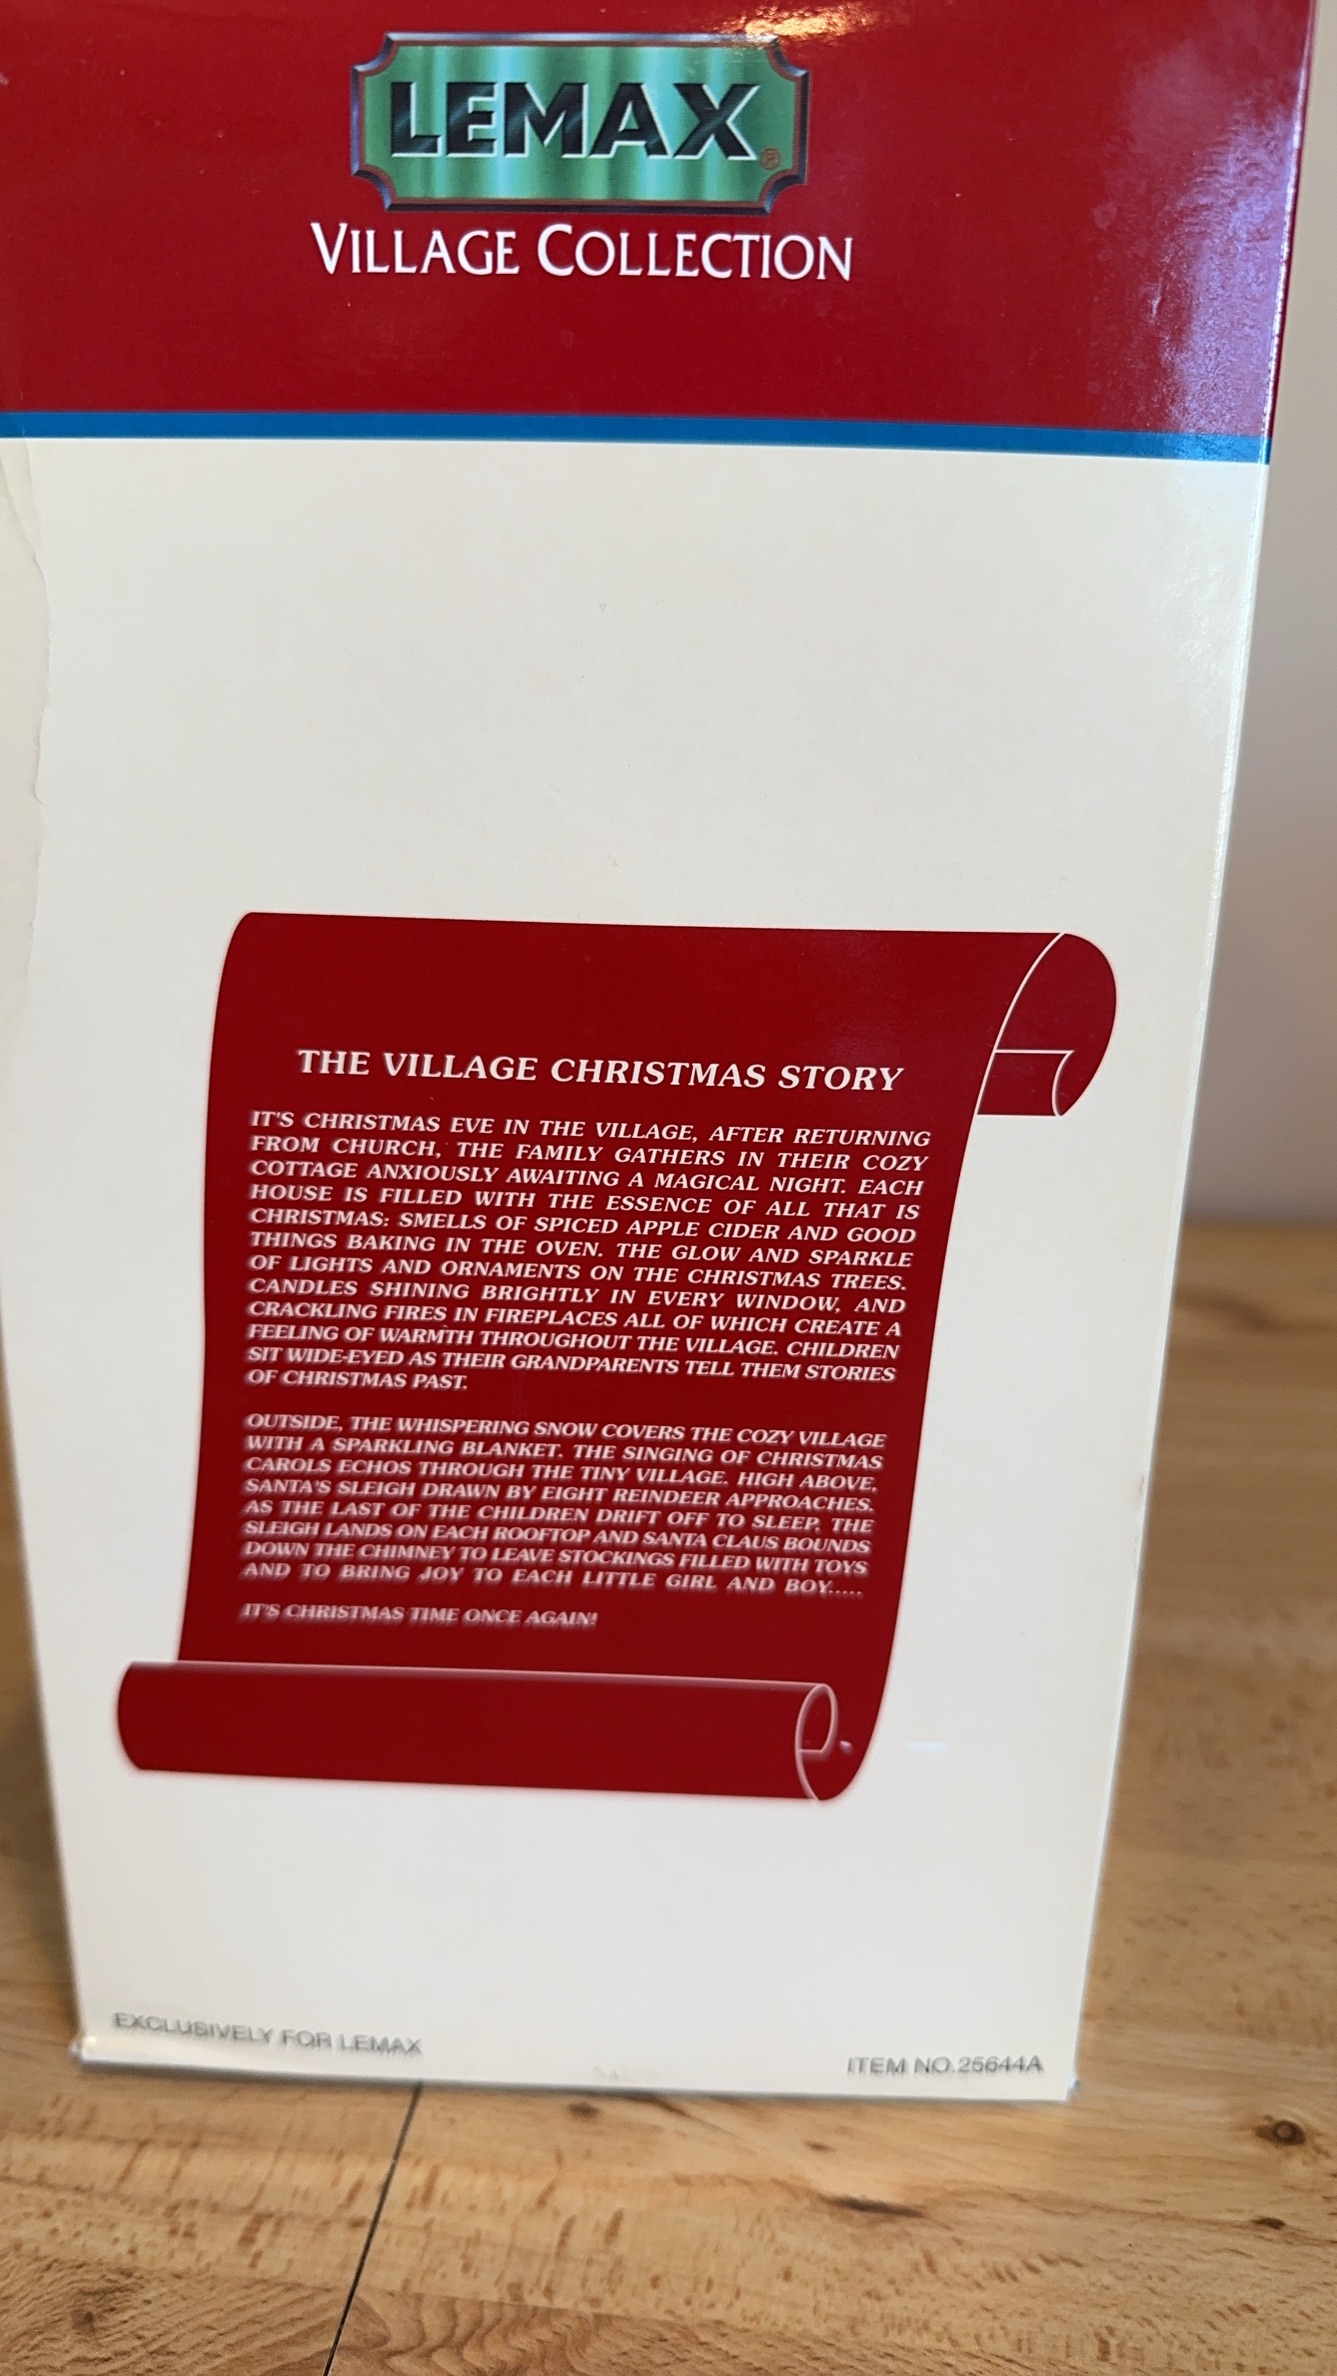 LEMAX®
VILLAGE COLLECTION
THE VILLAGE CHRISTMAS STORY
IT'S CHRISTMAS EVE IN THE VILLAGE, AFTER RETURNING
FROM CHURCH, THE FAMILY GATHERS IN THEIR COZY
COTTAGE ANXIOUSLY AWAITING A MAGICAL NIGHT. EACH
HOUSE IS FILLED WITH THE ESSENCE OF ALL THAT IS
CHRISTMAS: SMELLS OF SPICED APPLE CIDER AND GOOD
THINGS BAKING IN THE OVEN. THE GLOW AND SPARKLE
OF LIGHTS AND ORNAMENTS ON THE CHRISTMAS TREES.
CANDLES SHINING BRIGHTLY IN EVERY WINDOW, AND
CRACKLING FIRES IN FIREPLACES ALL OF WHICH CREATE A
FEELING OF WARMTH THROUGHOUT THE VILLAGE. CHILDREN
SIT WIDE-EYED AS THEIR GRANDPARENTS TELL THEM STORIES
OF CHRISTMAS PAST.
OUTSIDE, THE WHISPERING SNOW COVERS THE COZY VILLAGE
WITH A SPARKLING BLANKET. THE SINGING OF CHRISTMAS
CAROLS ECHOS THROUGH THE TINY VILLAGE. HIGH ABOVE,
SANTA'S SLEIGH DRAWN BY EIGHT REINDEER APPROACHES.
AS THE LAST OF THE CHILDREN DRIFT OFF TO SLEEP, THE
SLEIGH LANDS ON EACH ROOFTOP AND SANTA CLAUS BOUNDS
DOWN THE CHIMNEY TO LEAVE STOCKINGS FILLED WITH TOYS
AND TO BRING JOY TO EACH LITTLE GIRL AND BOY.....
IT'S CHRISTMAS TIME ONCE AGAIN!
EXCLUSIVELY FOR LEMAX
ITEM NO.25644A